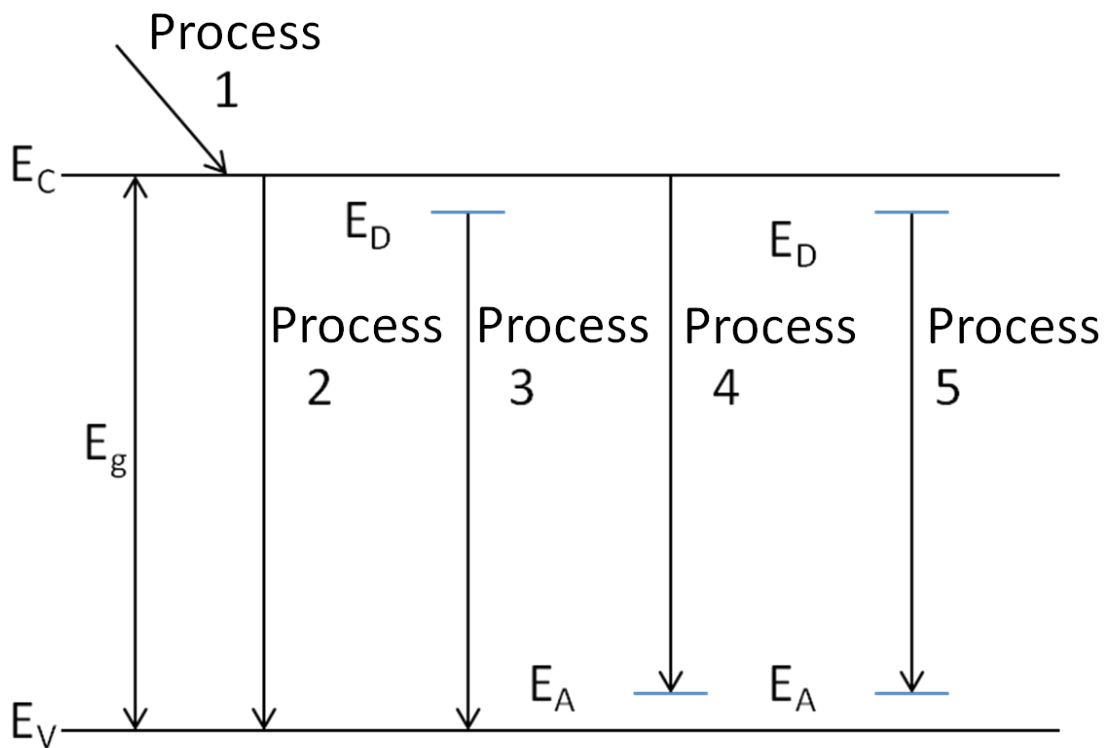 Process
1
E_C
E_D
E_D
Process
2
Process
3
Process
4
Process
5
E_g
E_A
E_A
E_V